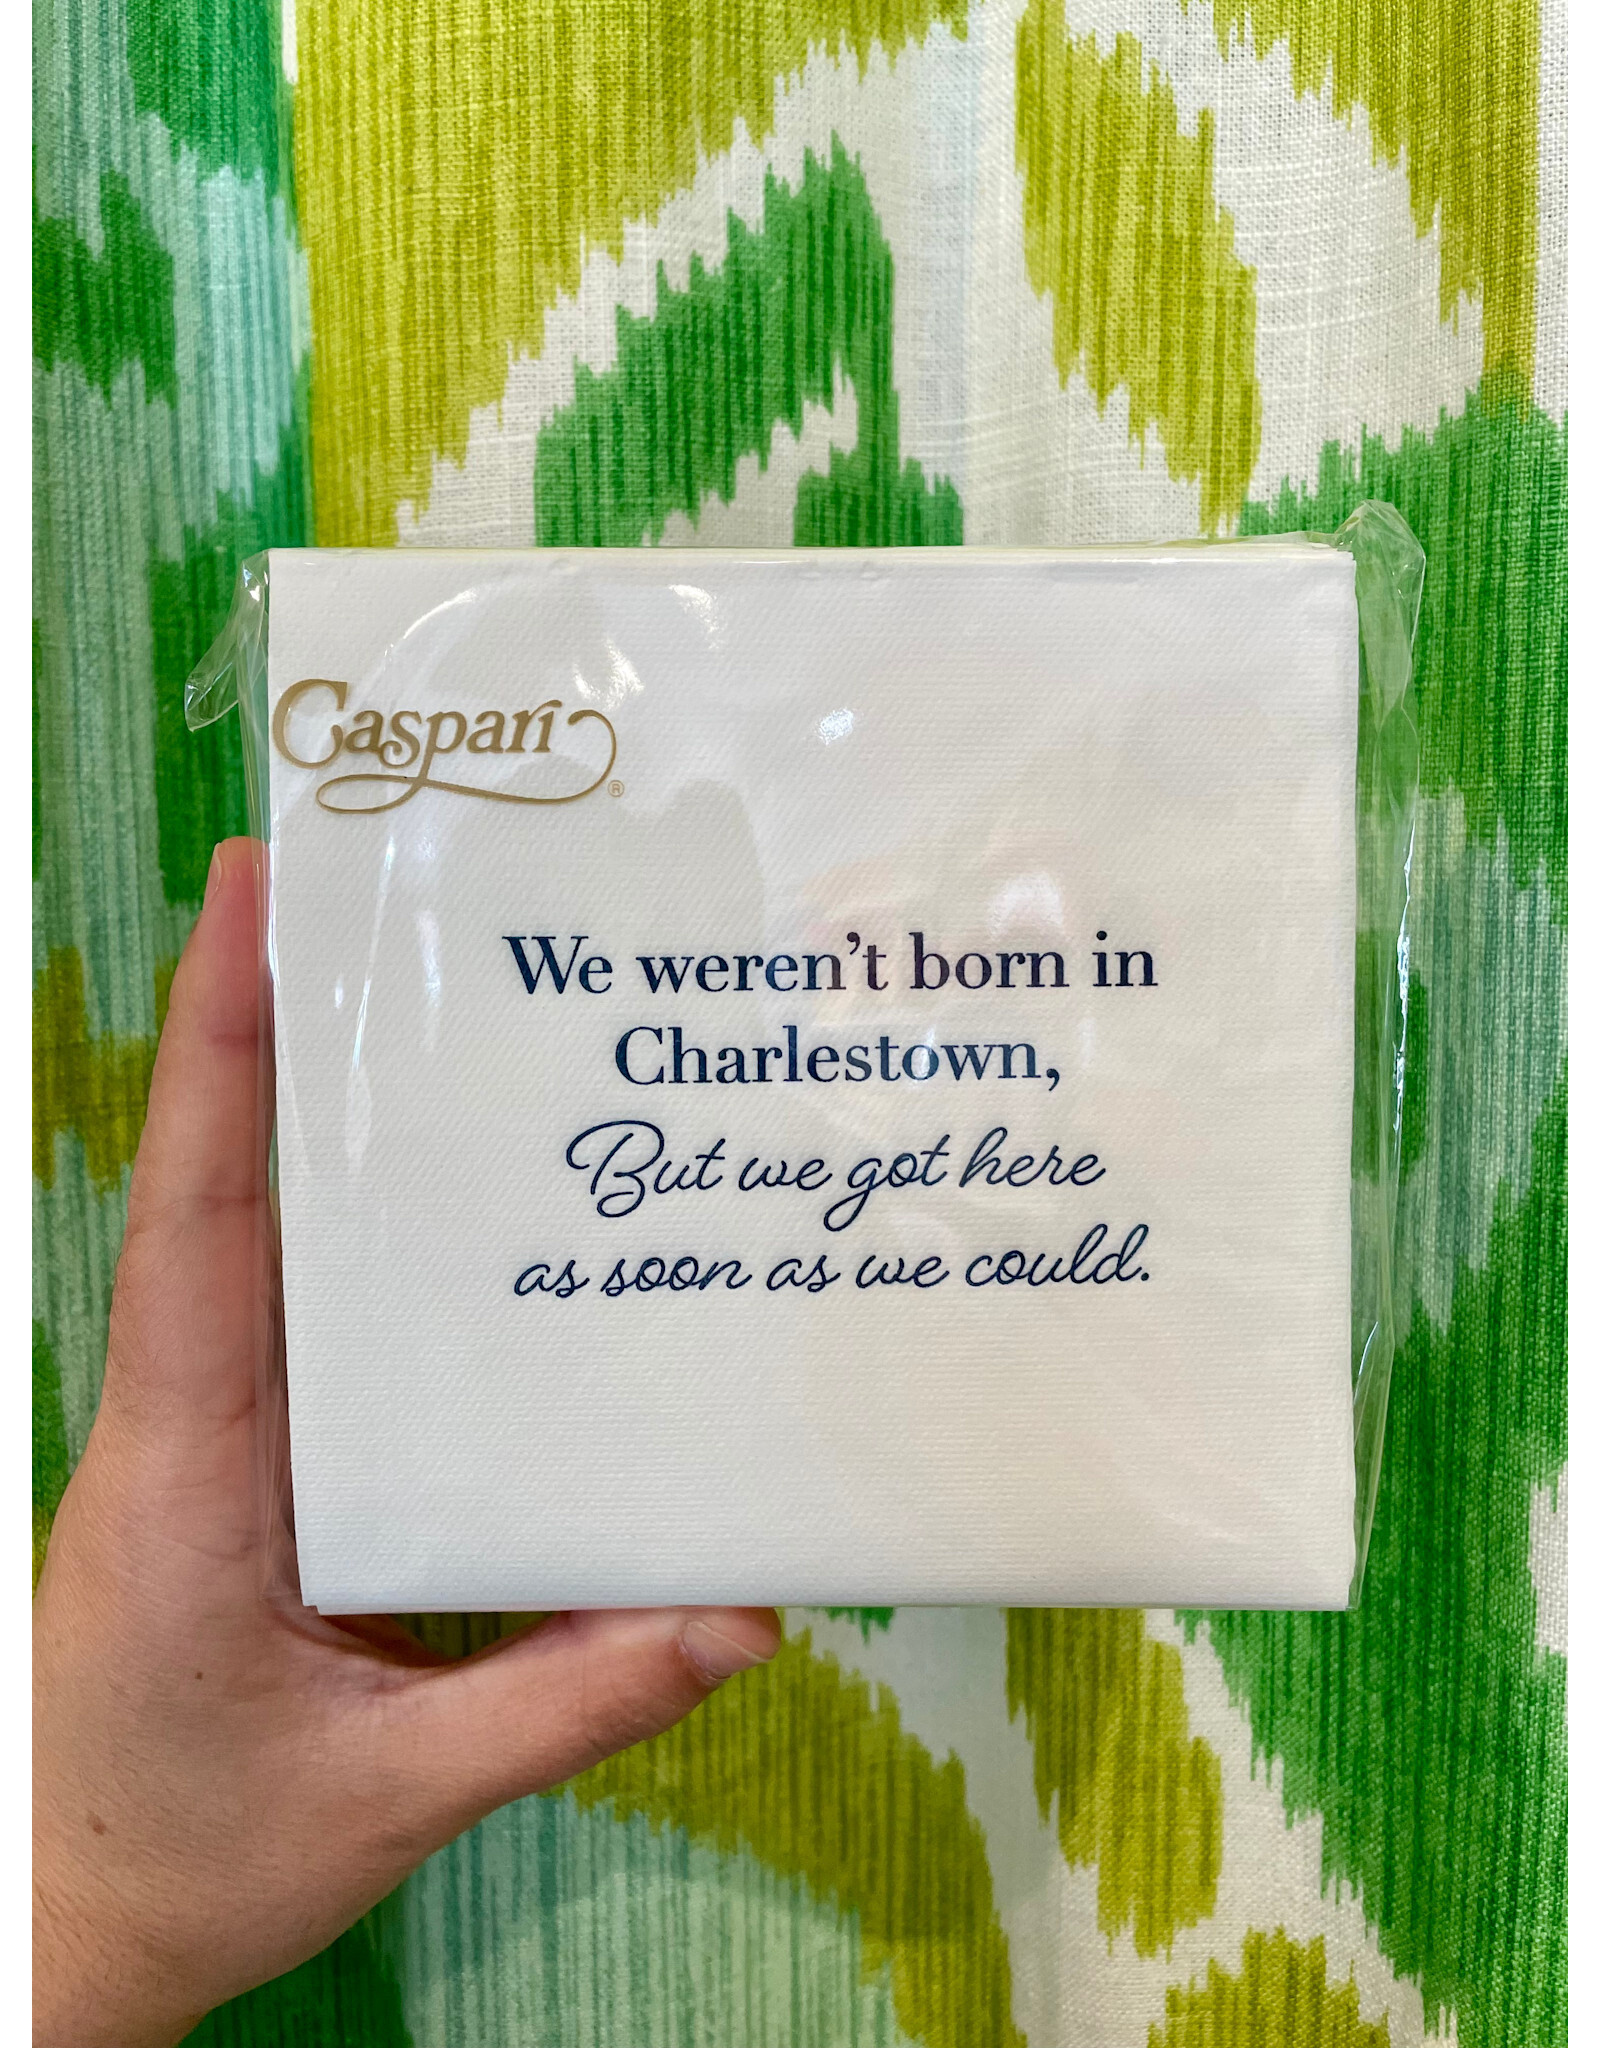 Caspari®
We weren't born in
Charlestown,
But we got here
as soon as we could.